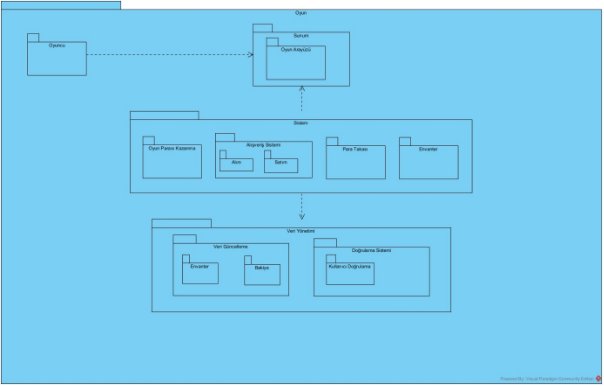 Oyun
Oyuncu
Sunum
Oyun Arayüzü
Sistem
Oyun Parası Kazanma
Alışveriş Sistemi
Alım
Satım
Para Takası
Envanter
Veri Yönetimi
Veri Güncelleme
Envanter
Bakiye
Doğrulama Sistemi
Kullanıcı Doğrulama
Powered By Visual Paradigm Community Edition